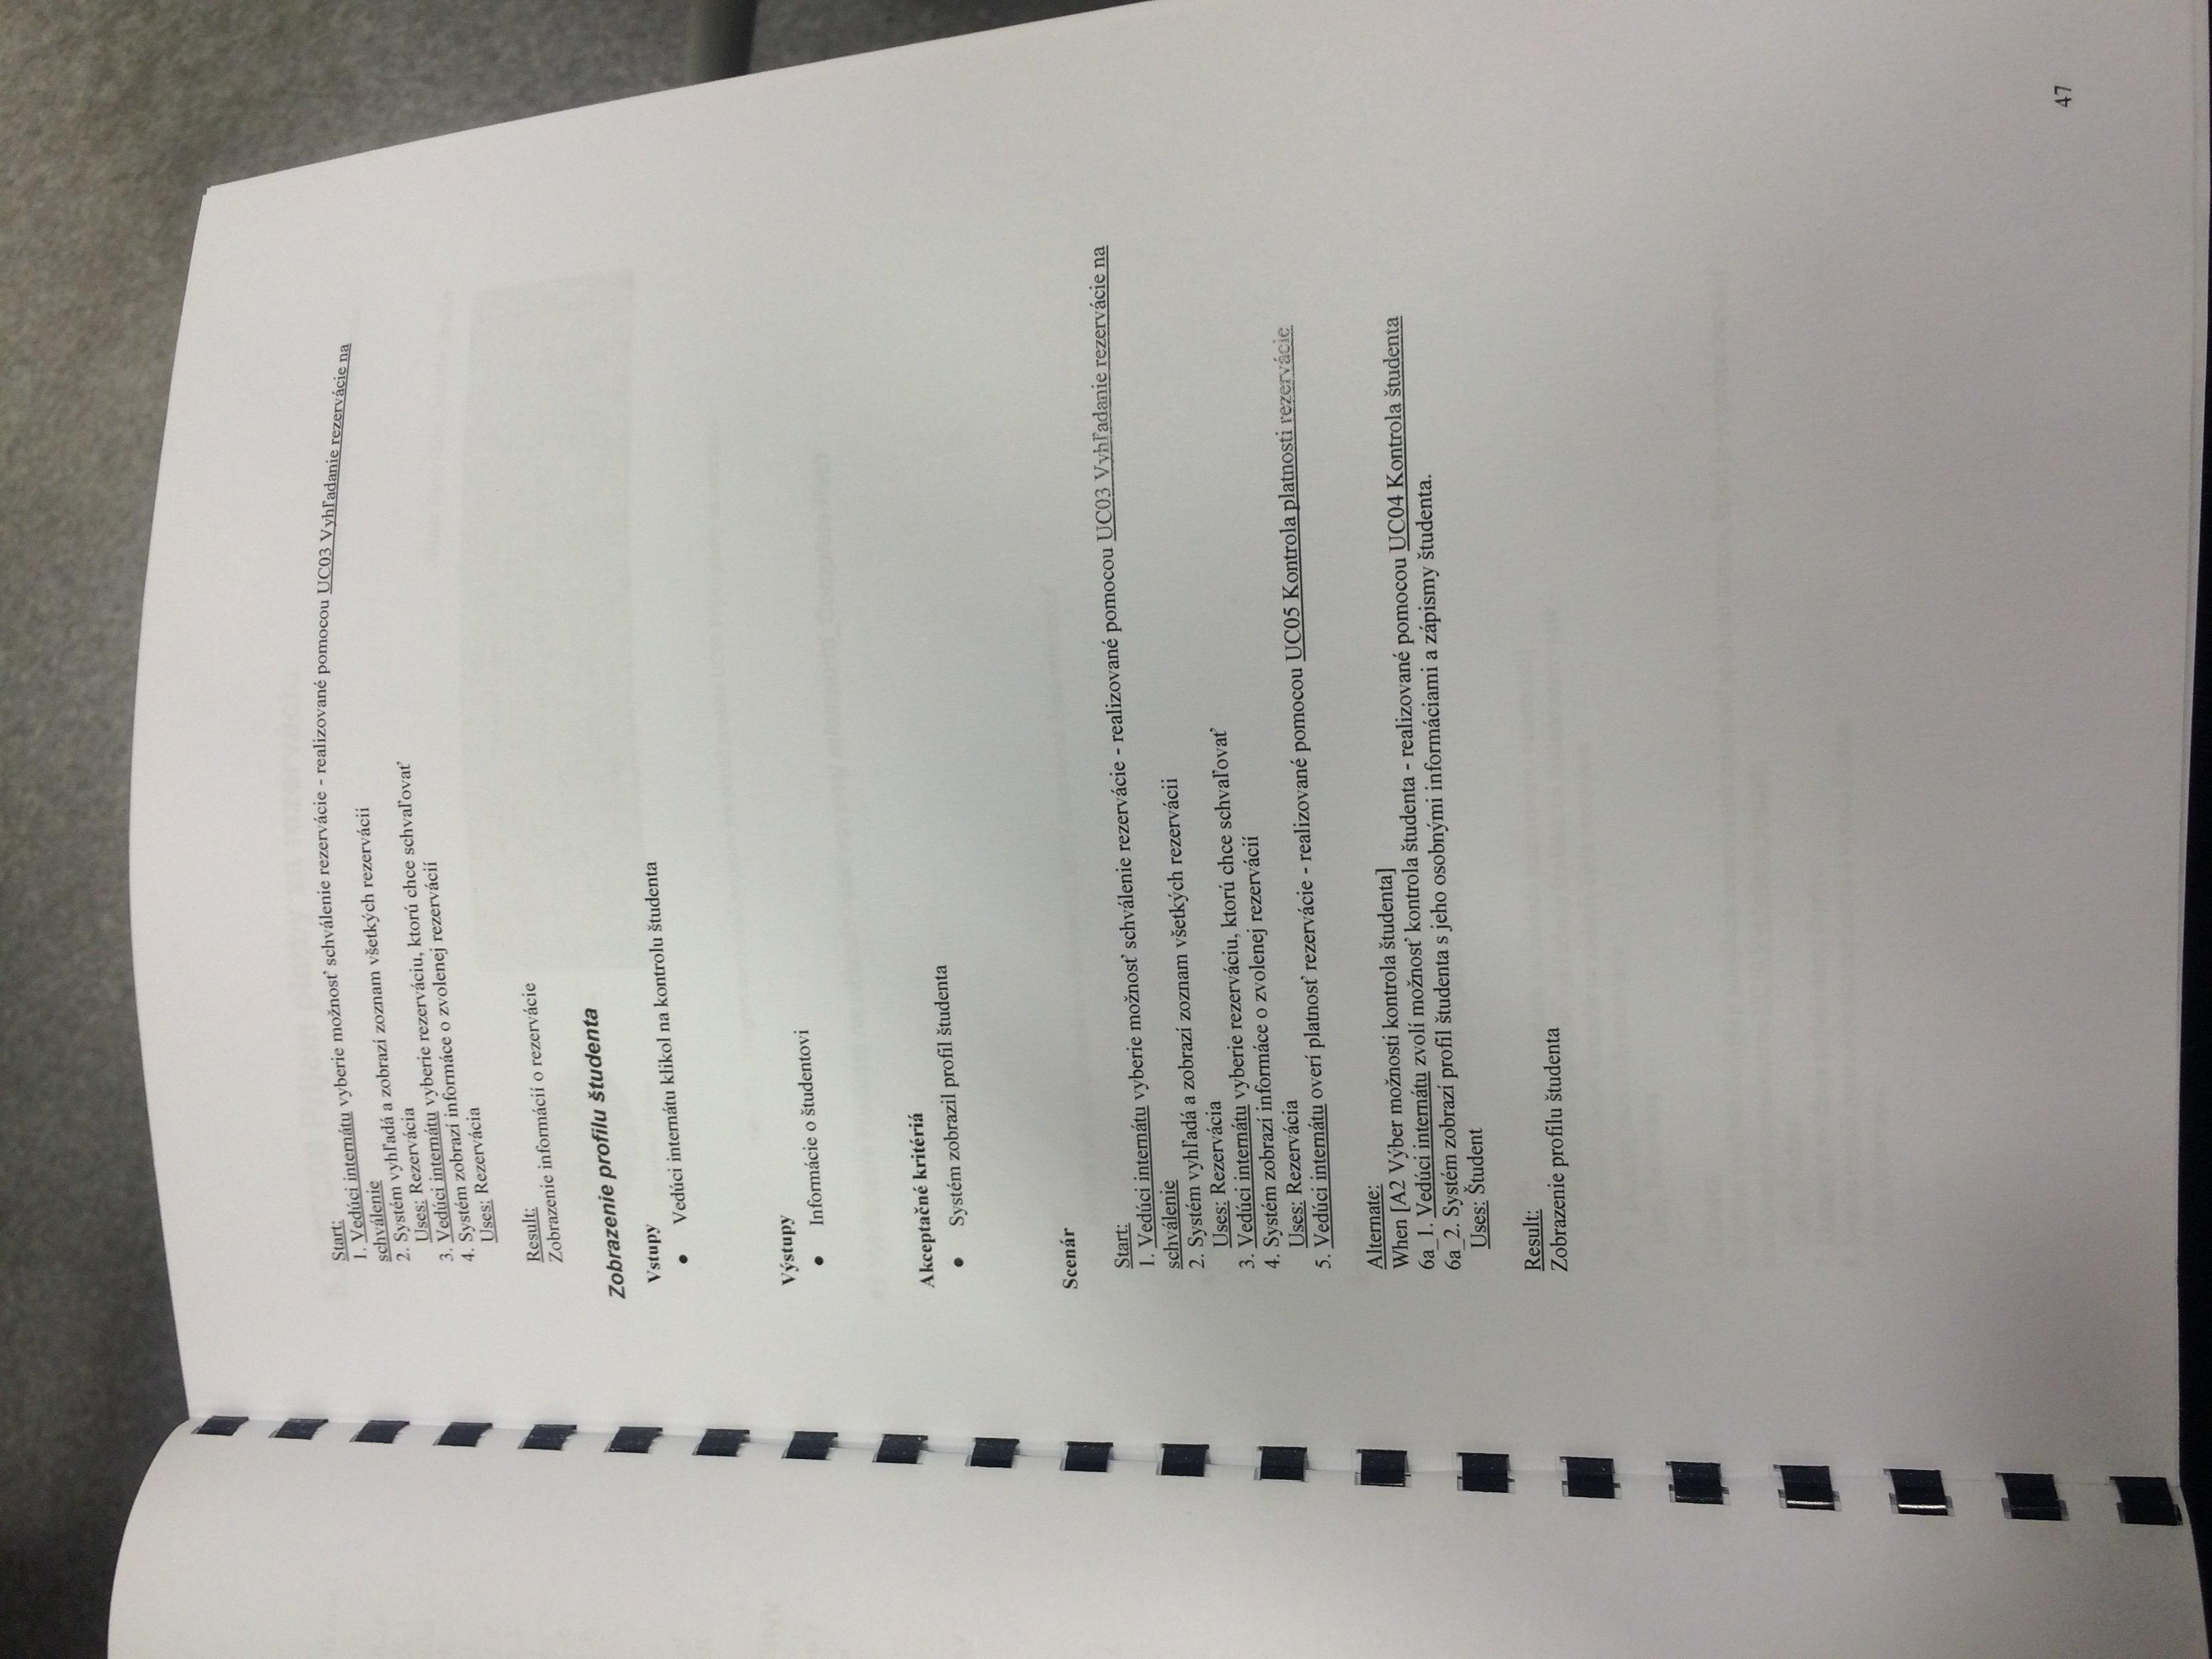 Start:
1. Vedúci internátu vyberie možnosť schválenie rezervácie - realizované pomocou UC03 Vyhľadanie rezervácie na
schválenie
2. Systém vyhľadá a zobrazí zoznam všetkých rezervácii
Uses: Rezervácia
3. Vedúci internátu vyberie rezerváciu, ktorú chce schvaľovať
4. Systém zobrazí informáce o zvolenej rezervácií
Uses: Rezervácia
Result:
Zobrazenie informácií o rezervácie
Zobrazenie profilu študenta
Vstupy
● Vedúci internátu klikol na kontrolu študenta
Výstupy
● Informácie o študentovi
Akceptačné kritériá
● Systém zobrazil profil študenta
Scenár
Start:
1. Vedúci internátu vyberie možnosť schválenie rezervácie - realizované pomocou UC03 Vyhľadanie rezervácie na
schválenie
2. Systém vyhľadá a zobrazí zoznam všetkých rezervácii
Uses: Rezervácia
3. Vedúci internátu vyberie rezerváciu, ktorú chce schvaľovať
4. Systém zobrazí informáce o zvolenej rezervácií
Uses: Rezervácia
5. Vedúci internátu overí platnosť rezervácie - realizované pomocou UC05 Kontrola platnosti rezervácie
Alternate:
When [A2 Výber možnosti kontrola študenta]
6a_1. Vedúci internátu zvolí možnosť kontrola študenta - realizované pomocou UC04 Kontrola študenta
6a_2. Systém zobrazí profil študenta s jeho osobnými informáciami a zápismy študenta.
Uses: Študent
Result:
Zobrazenie profilu študenta
47